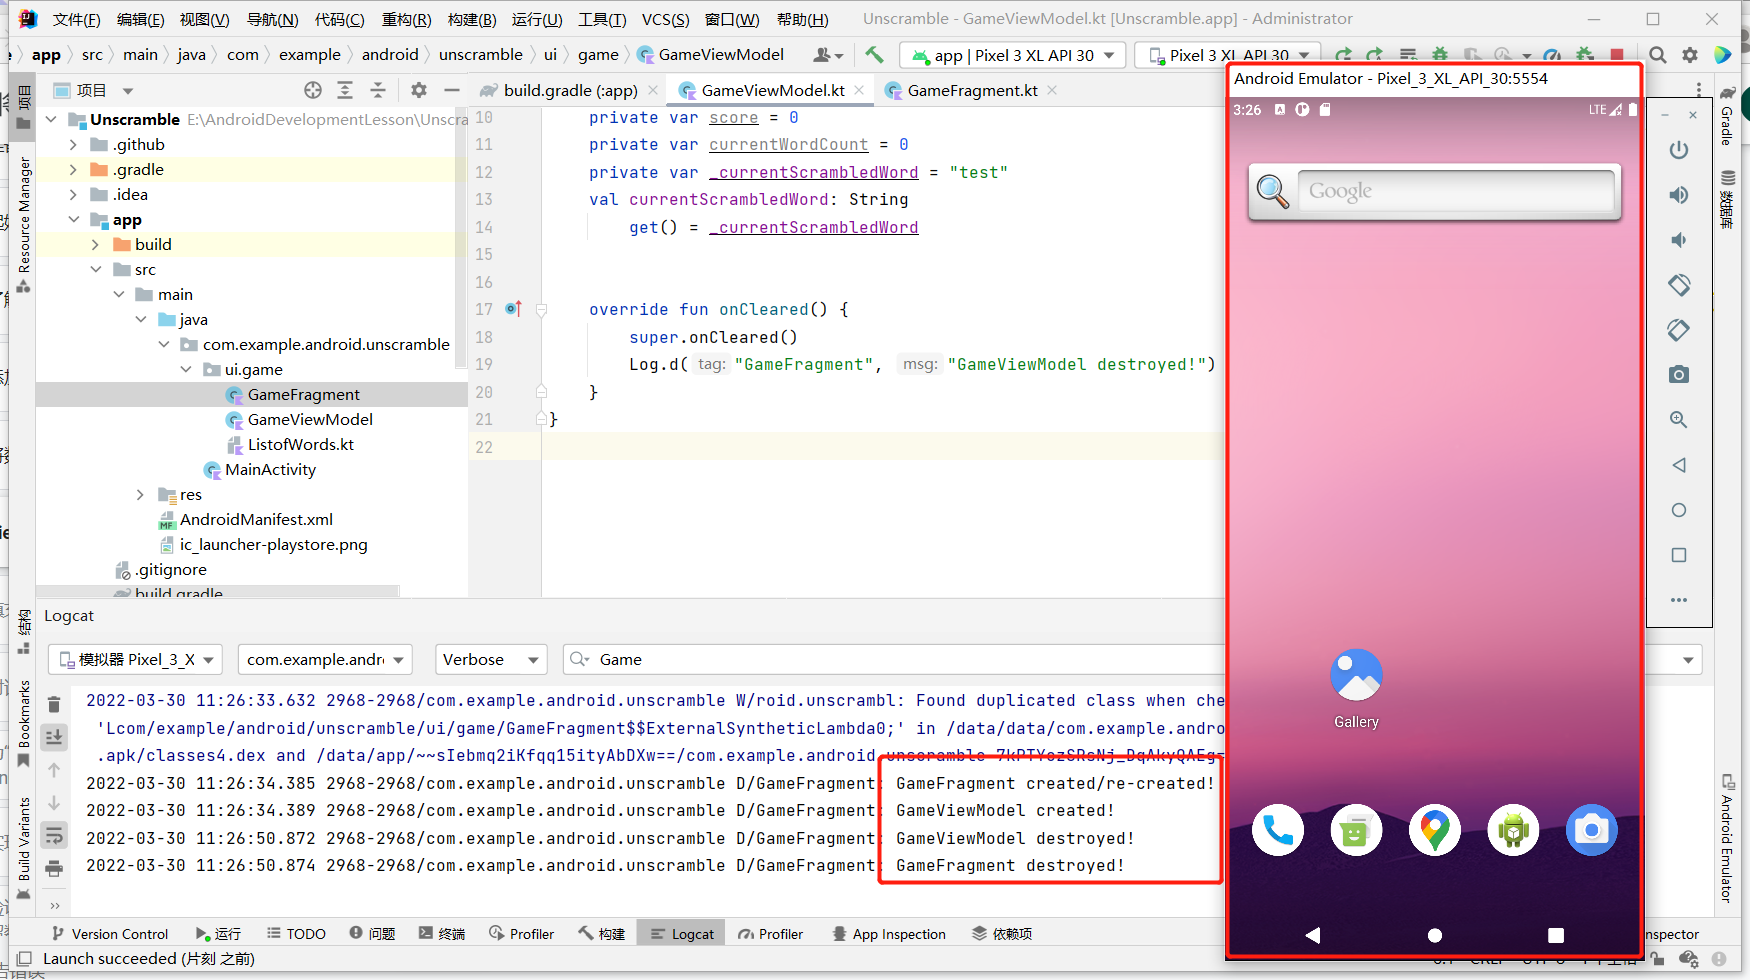 文件(F) 编辑(E) 视图(V) 导航(N) 代码(C) 重构(R) 构建(B) 运行(U) 工具(T) VCS(S) 窗口(W) 帮助(H) Unscramble - GameViewModel.kt [Unscramble.app] - Administrator
app src main java com example android unscramble ui game GameViewModel app | Pixel 3 XL API 30 Pixel 3 XL API 30
项目 build.gradle (:app) GameViewModel.kt GameFragment.kt
Unscramble E:\AndroidDevelopmentLesson\Unscra
.github
.gradle
.idea
app
build
src
main
java
com.example.android.unscramble
ui.game
GameFragment
GameViewModel
ListofWords.kt
MainActivity
res
AndroidManifest.xml
ic_launcher-playstore.png
.gitignore
build.gradle
10 private var score = 0
11 private var currentWordCount = 0
12 private var _currentScrambledWord = "test"
13 val currentScrambledWord: String
14 get() = _currentScrambledWord
15
16
17 override fun onCleared() {
18 super.onCleared()
19 Log.d( tag: "GameFragment", msg: "GameViewModel destroyed!")
20 }
21 }
22
Android Emulator - Pixel_3_XL_API_30:5554
3:26 LTE
Google
Gallery
项目
Resource Manager
结构
Bookmarks
Build Variants
Gradle
数据库
Android Emulator
Logcat
模拟器 Pixel_3_X com.example.andr Verbose Game
2022-03-30 11:26:33.632 2968-2968/com.example.android.unscramble W/roid.unscrambl: Found duplicated class when che
'Lcom/example/android/unscramble/ui/game/GameFragment$$ExternalSyntheticLambda0;' in /data/data/com.example.andro
.apk/classes4.dex and /data/app/~~sIebmq2iKfqq15ityAbDXw==/com.example.android.unscramble-7kPTYozSRsNj_DqAkyQAEg=
2022-03-30 11:26:34.385 2968-2968/com.example.android.unscramble D/GameFragment: GameFragment created/re-created!
2022-03-30 11:26:34.389 2968-2968/com.example.android.unscramble D/GameFragment: GameViewModel created!
2022-03-30 11:26:50.872 2968-2968/com.example.android.unscramble D/GameFragment: GameViewModel destroyed!
2022-03-30 11:26:50.874 2968-2968/com.example.android.unscramble D/GameFragment: GameFragment destroyed!
Version Control 运行 TODO 问题 终端 Profiler 构建 Logcat Profiler App Inspection 依赖项 nspector
Launch succeeded (片刻 之前)